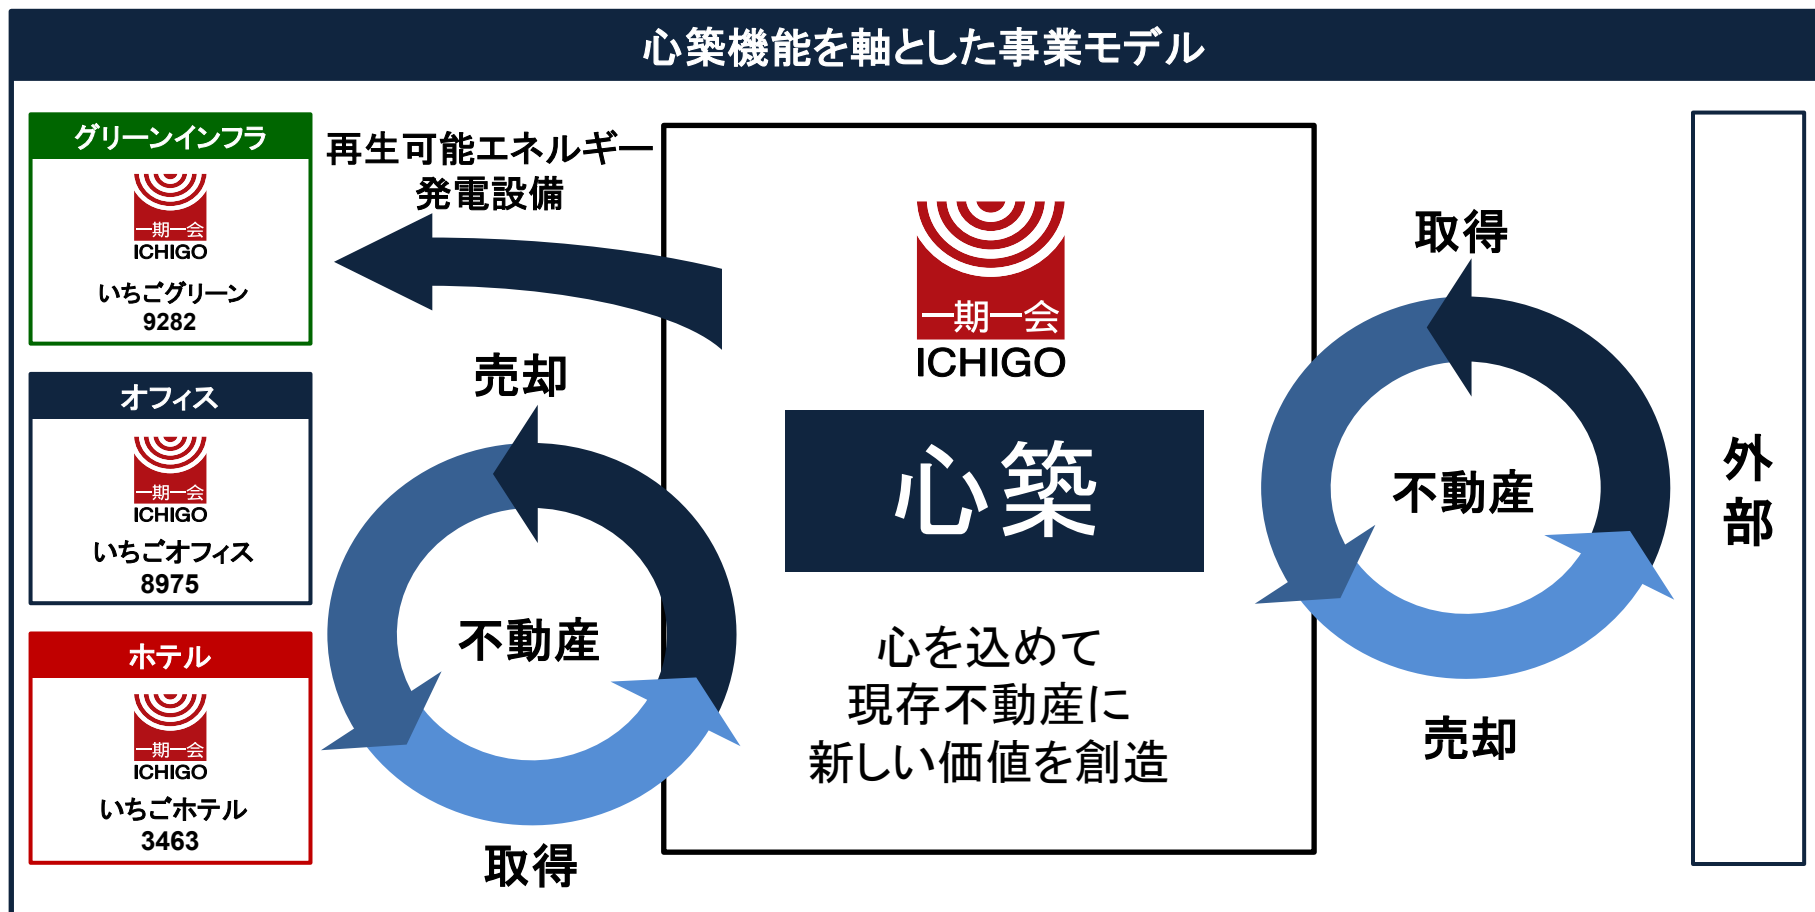 心築機能を軸とした事業モデル
グリーンインフラ
一期一会
ICHIGO
いちごグリーン
9282
オフィス
一期一会
ICHIGO
いちごオフィス
8975
ホテル
一期一会
ICHIGO
いちごホテル
3463
再生可能エネルギー
発電設備
売却
不動産
取得
一期一会
ICHIGO
心築
心を込めて
現存不動産に
新しい価値を創造
取得
不動産
売却
外
部